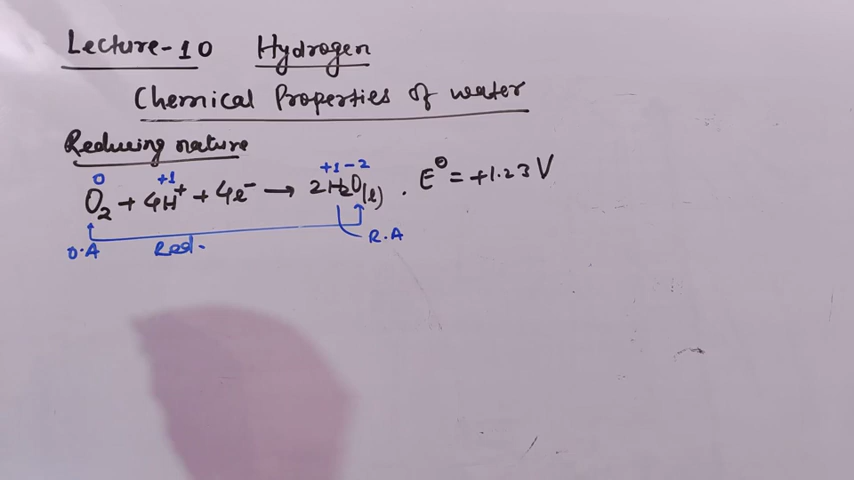 Lecture-10 Hydrogen
Chemical Properties of water
Reducing nature
0 +1 +1 -2
O₂ + 4H⁺ + 4e⁻ → 2H₂O(l) . E⁰ = +1.23 V
O.A Red. R.A